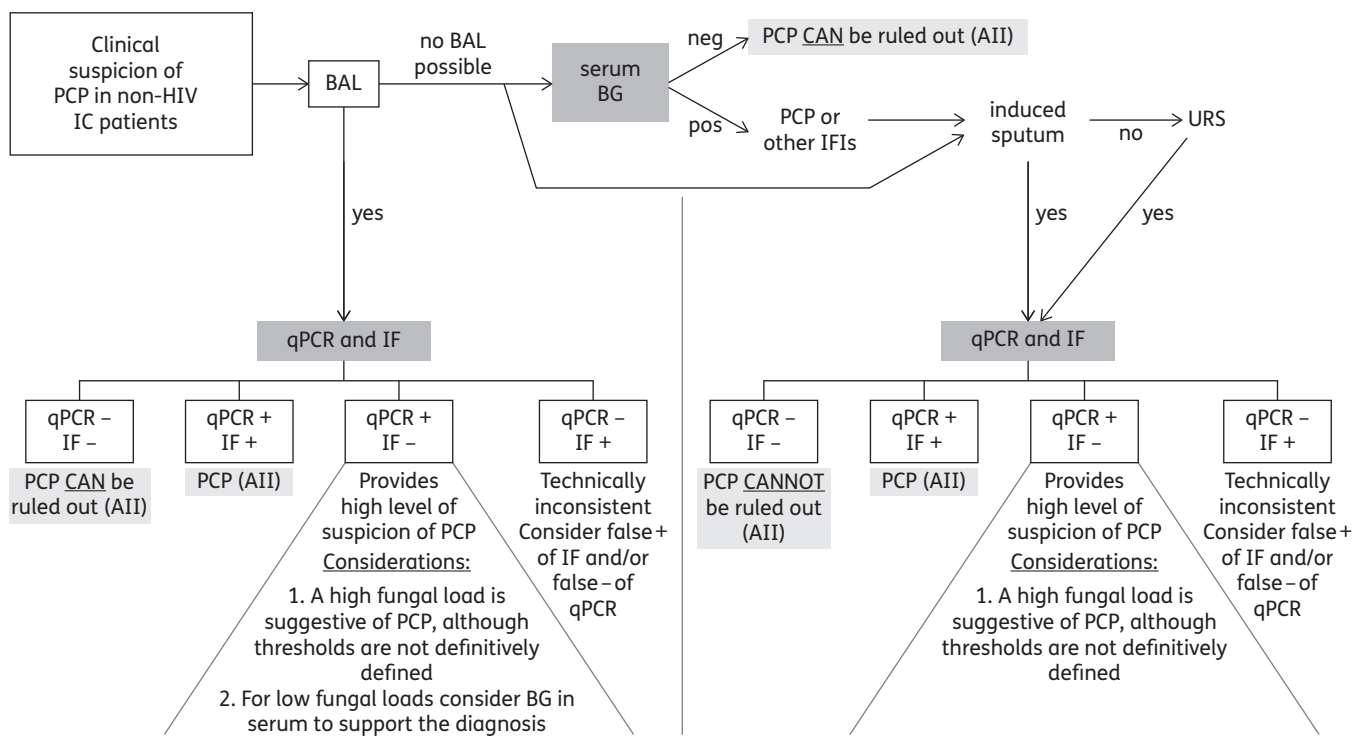 Clinical
suspicion of
PCP in non-HIV
IC patients
BAL
no BAL
possible
serum
BG
neg
PCP CAN be ruled out (AII)
pos
PCP or
other IFIs
induced
sputum
no
URS
yes
yes
yes
qPCR and IF
qPCR –
IF –
PCP CAN be
ruled out (AII)
qPCR +
IF +
PCP (AII)
qPCR +
IF –
Provides
high level of
suspicion of PCP
Considerations:
1. A high fungal load is
suggestive of PCP, although
thresholds are not definitively
defined
2. For low fungal loads consider BG in
serum to support the diagnosis
qPCR –
IF +
Technically
inconsistent
Consider false +
of IF and/or
false – of
qPCR
qPCR and IF
qPCR –
IF –
PCP CANNOT
be ruled out
(AII)
qPCR +
IF +
PCP (AII)
qPCR +
IF –
Provides
high level of
suspicion of PCP
Considerations:
1. A high fungal load is
suggestive of PCP, although
thresholds are not definitively
defined
qPCR –
IF +
Technically
inconsistent
Consider false +
of IF and/or
false – of
qPCR